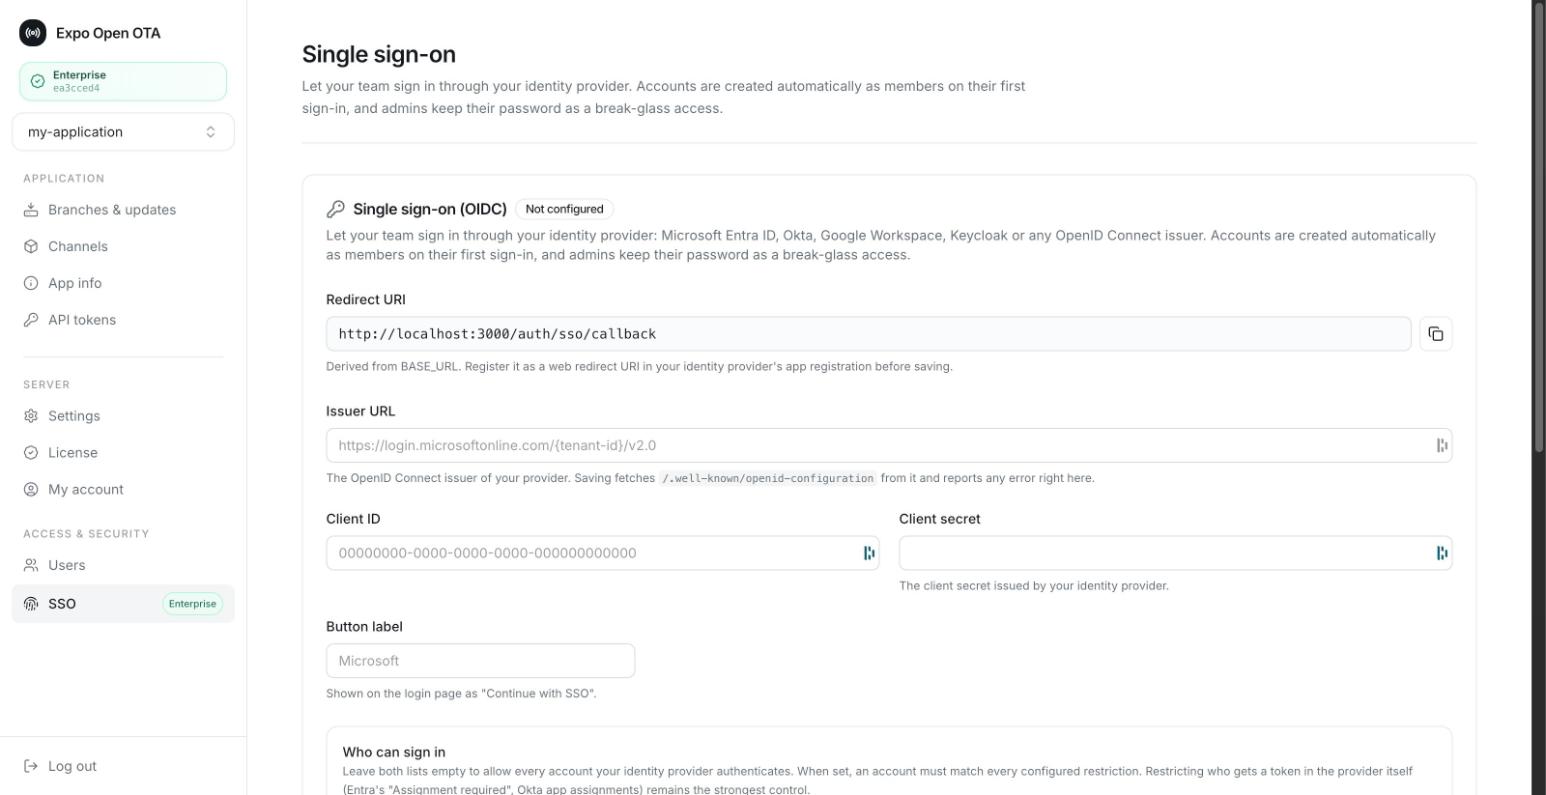 Expo Open OTA
Enterprise
ea3cced4
my-application
APPLICATION
Branches & updates
Channels
App info
API tokens
SERVER
Settings
License
My account
ACCESS & SECURITY
Users
SSO
Enterprise
Log out
Single sign-on
Let your team sign in through your identity provider. Accounts are created automatically as members on their first
sign-in, and admins keep their password as a break-glass access.
Single sign-on (OIDC)
Not configured
Let your team sign in through your identity provider: Microsoft Entra ID, Okta, Google Workspace, Keycloak or any OpenID Connect issuer. Accounts are created automatically
as members on their first sign-in, and admins keep their password as a break-glass access.
Redirect URI
http://localhost:3000/auth/sso/callback
Derived from BASE_URL. Register it as a web redirect URI in your identity provider's app registration before saving.
Issuer URL
https://login.microsoftonline.com/{tenant-id}/v2.0
The OpenID Connect issuer of your provider. Saving fetches /.well-known/openid-configuration from it and reports any error right here.
Client ID
00000000-0000-0000-0000-000000000000
Client secret
The client secret issued by your identity provider.
Button label
Microsoft
Shown on the login page as "Continue with SSO".
Who can sign in
Leave both lists empty to allow every account your identity provider authenticates. When set, an account must match every configured restriction. Restricting who gets a token in the provider itself
(Entra's "Assignment required", Okta app assignments) remains the strongest control.